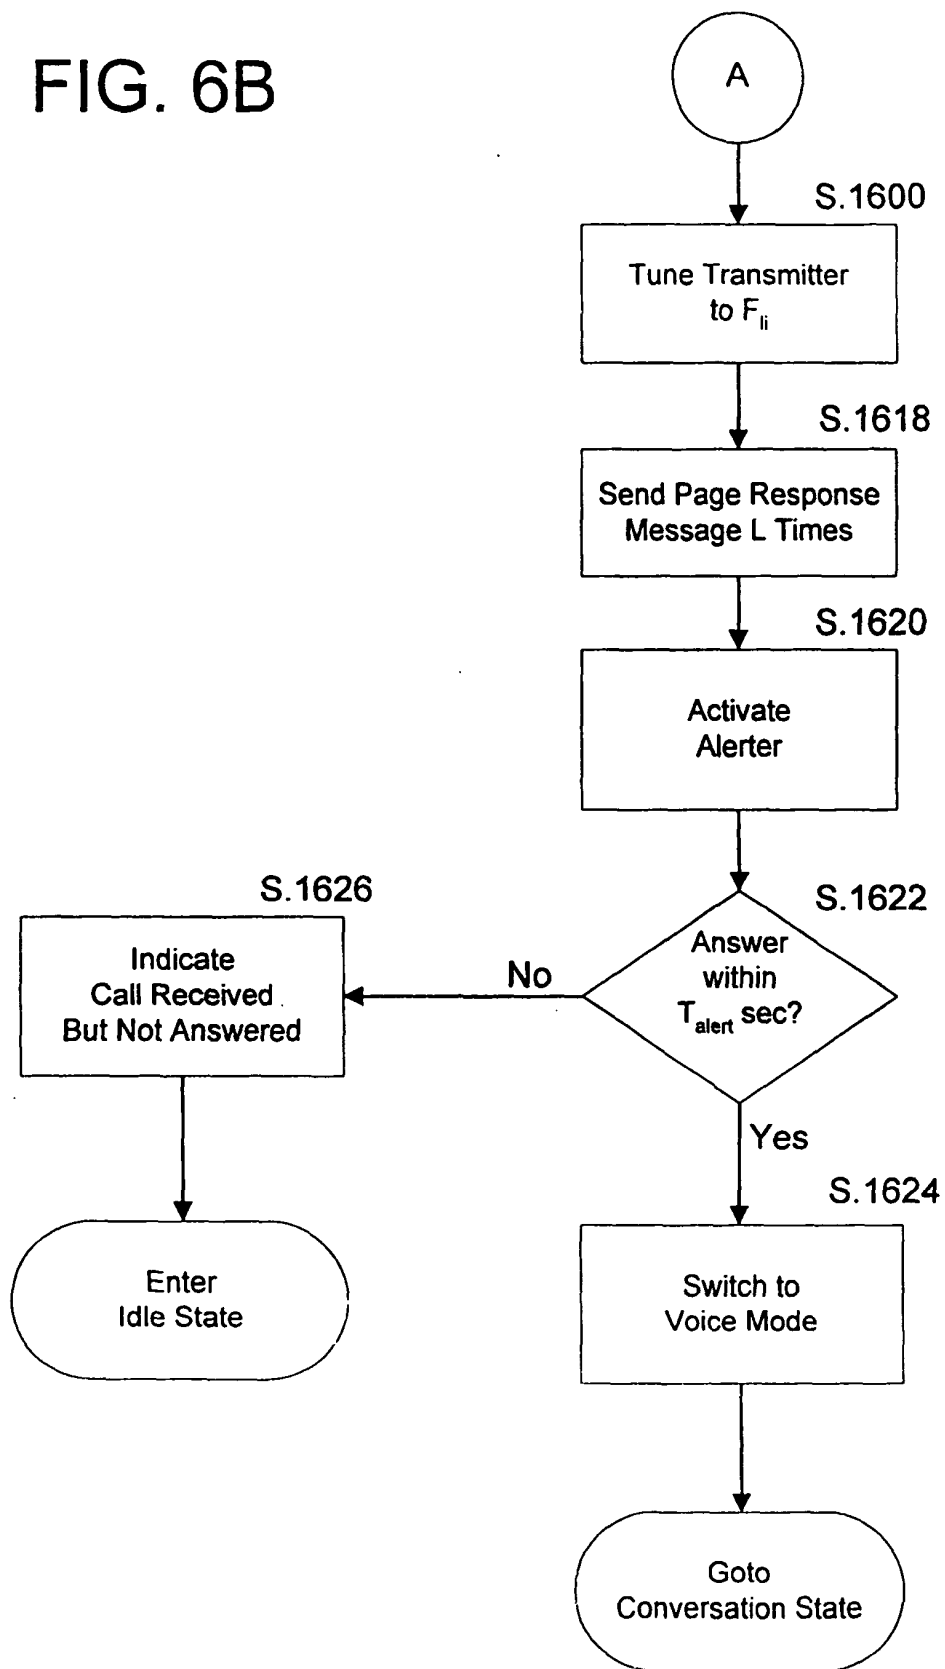 FIG. 6B
A
S.1600
Tune Transmitter
to F_li
S.1618
Send Page Response
Message L Times
S.1620
Activate
Alerter
S.1622
Answer
within
T_alert sec?
No
S.1626
Indicate
Call Received
But Not Answered
Enter
Idle State
Yes
S.1624
Switch to
Voice Mode
Goto
Conversation State